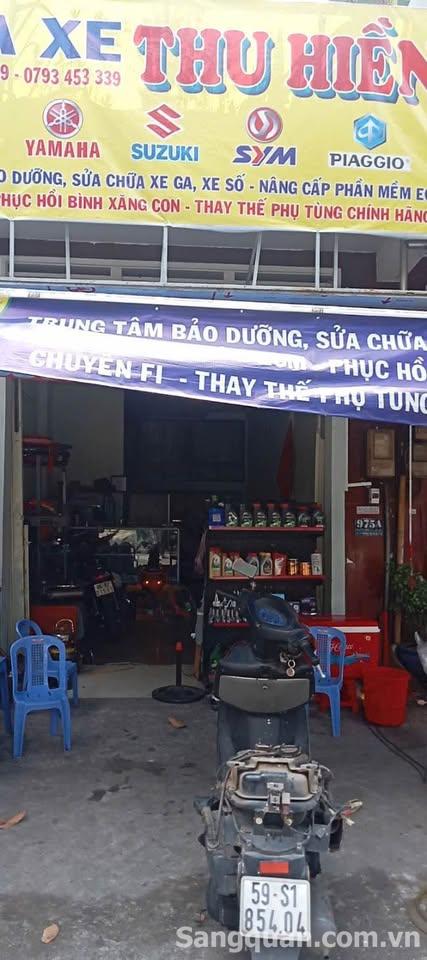 A XE THU HIỀN
9 - 0793 453 339
YAMAHA
SUZUKI
SYM
PIAGGIO
ẢO DƯỠNG, SỬA CHỮA XE GA, XE SỐ - NÂNG CẤP PHẦN MỀM E
PHỤC HỒI BÌNH XĂNG CON - THAY THẾ PHỤ TÙNG CHÍNH HÃNG
TRUNG TÂM BẢO DƯỠNG, SỬA CHỮA
PHỤC HỒ
CHUYÊN FI - THAY THẾ PHỤ TÙNG
975A
59-S1
854.04
Sangquan.com.vn